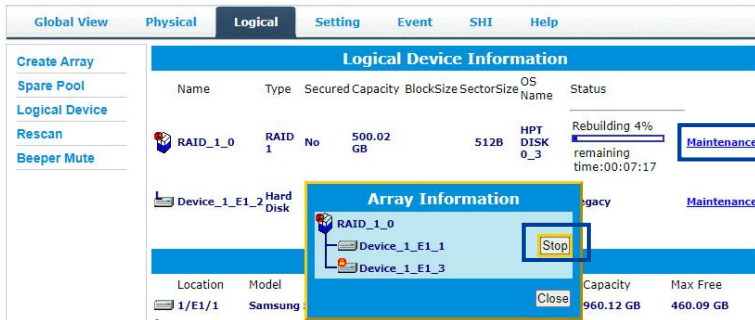 Global View Physical Logical Setting Event SHI Help
Create Array
Spare Pool
Logical Device
Rescan
Beeper Mute
Logical Device Information
Name Type Secured Capacity BlockSize SectorSize OS Name Status
RAID_1_0 RAID 1 No 500.02 GB 512B HPT DISK 0_3 Rebuilding 4% remaining time:00:07:17 Maintenance
Device_1_E1_2 Hard Disk egacy Maintenance
Array Information
RAID_1_0
Device_1_E1_1 Stop
Device_1_E1_3
Close
Location Model Capacity Max Free
1/E1/1 Samsung 960.12 GB 460.09 GB